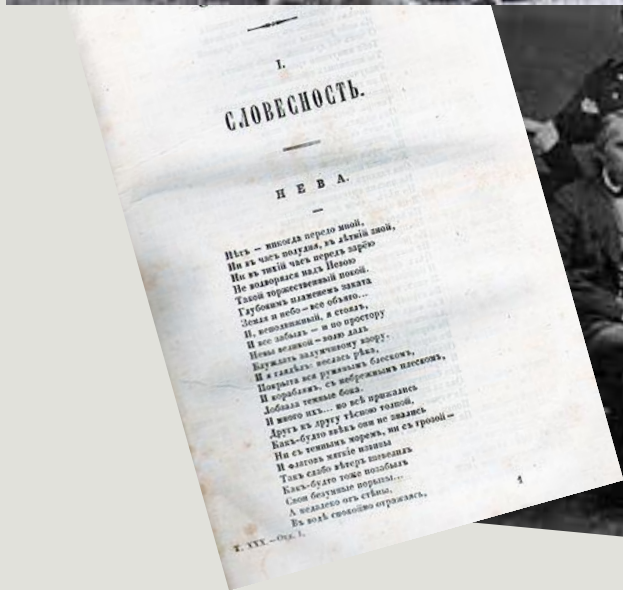 I.
СЛОВЕСНОСТЬ.
НЕВА.
Нѣтъ – никогда передо мной,
Ни въ часъ полудня, въ лѣтній зной,
Ни въ тихій часъ передъ зарёю
Не водворялся надъ Невою
Такой торжественный покой.
Глубокимъ пламенемъ заката
Земля и небо – все объято...
И, неподвижный, я стоялъ,
И все забылъ – и по простору
Невы великой – волю далъ
Блуждать задумчивому взору.
И я глядѣлъ: неслась рѣка,
Покрыта вся румянымъ блескомъ,
И кораблямъ, съ небрежнымъ плескомъ,
Лобзала темные бока.
И много ихъ... но всѣ прижались
Другъ къ другу тѣсною толпой,
Какъ-будто ввѣкъ они не знались
Ни съ темнымъ моремъ, ни съ грозой –
И флаговъ мягкіе извивы
Такъ слабо вѣтеръ шевелилъ
Какъ-будто тоже позабылъ
Свои безумные порывы...
А недалеко отъ стѣны,
Въ водѣ спокойно отражаясь,
Т. XXX. – Отд. I.
1